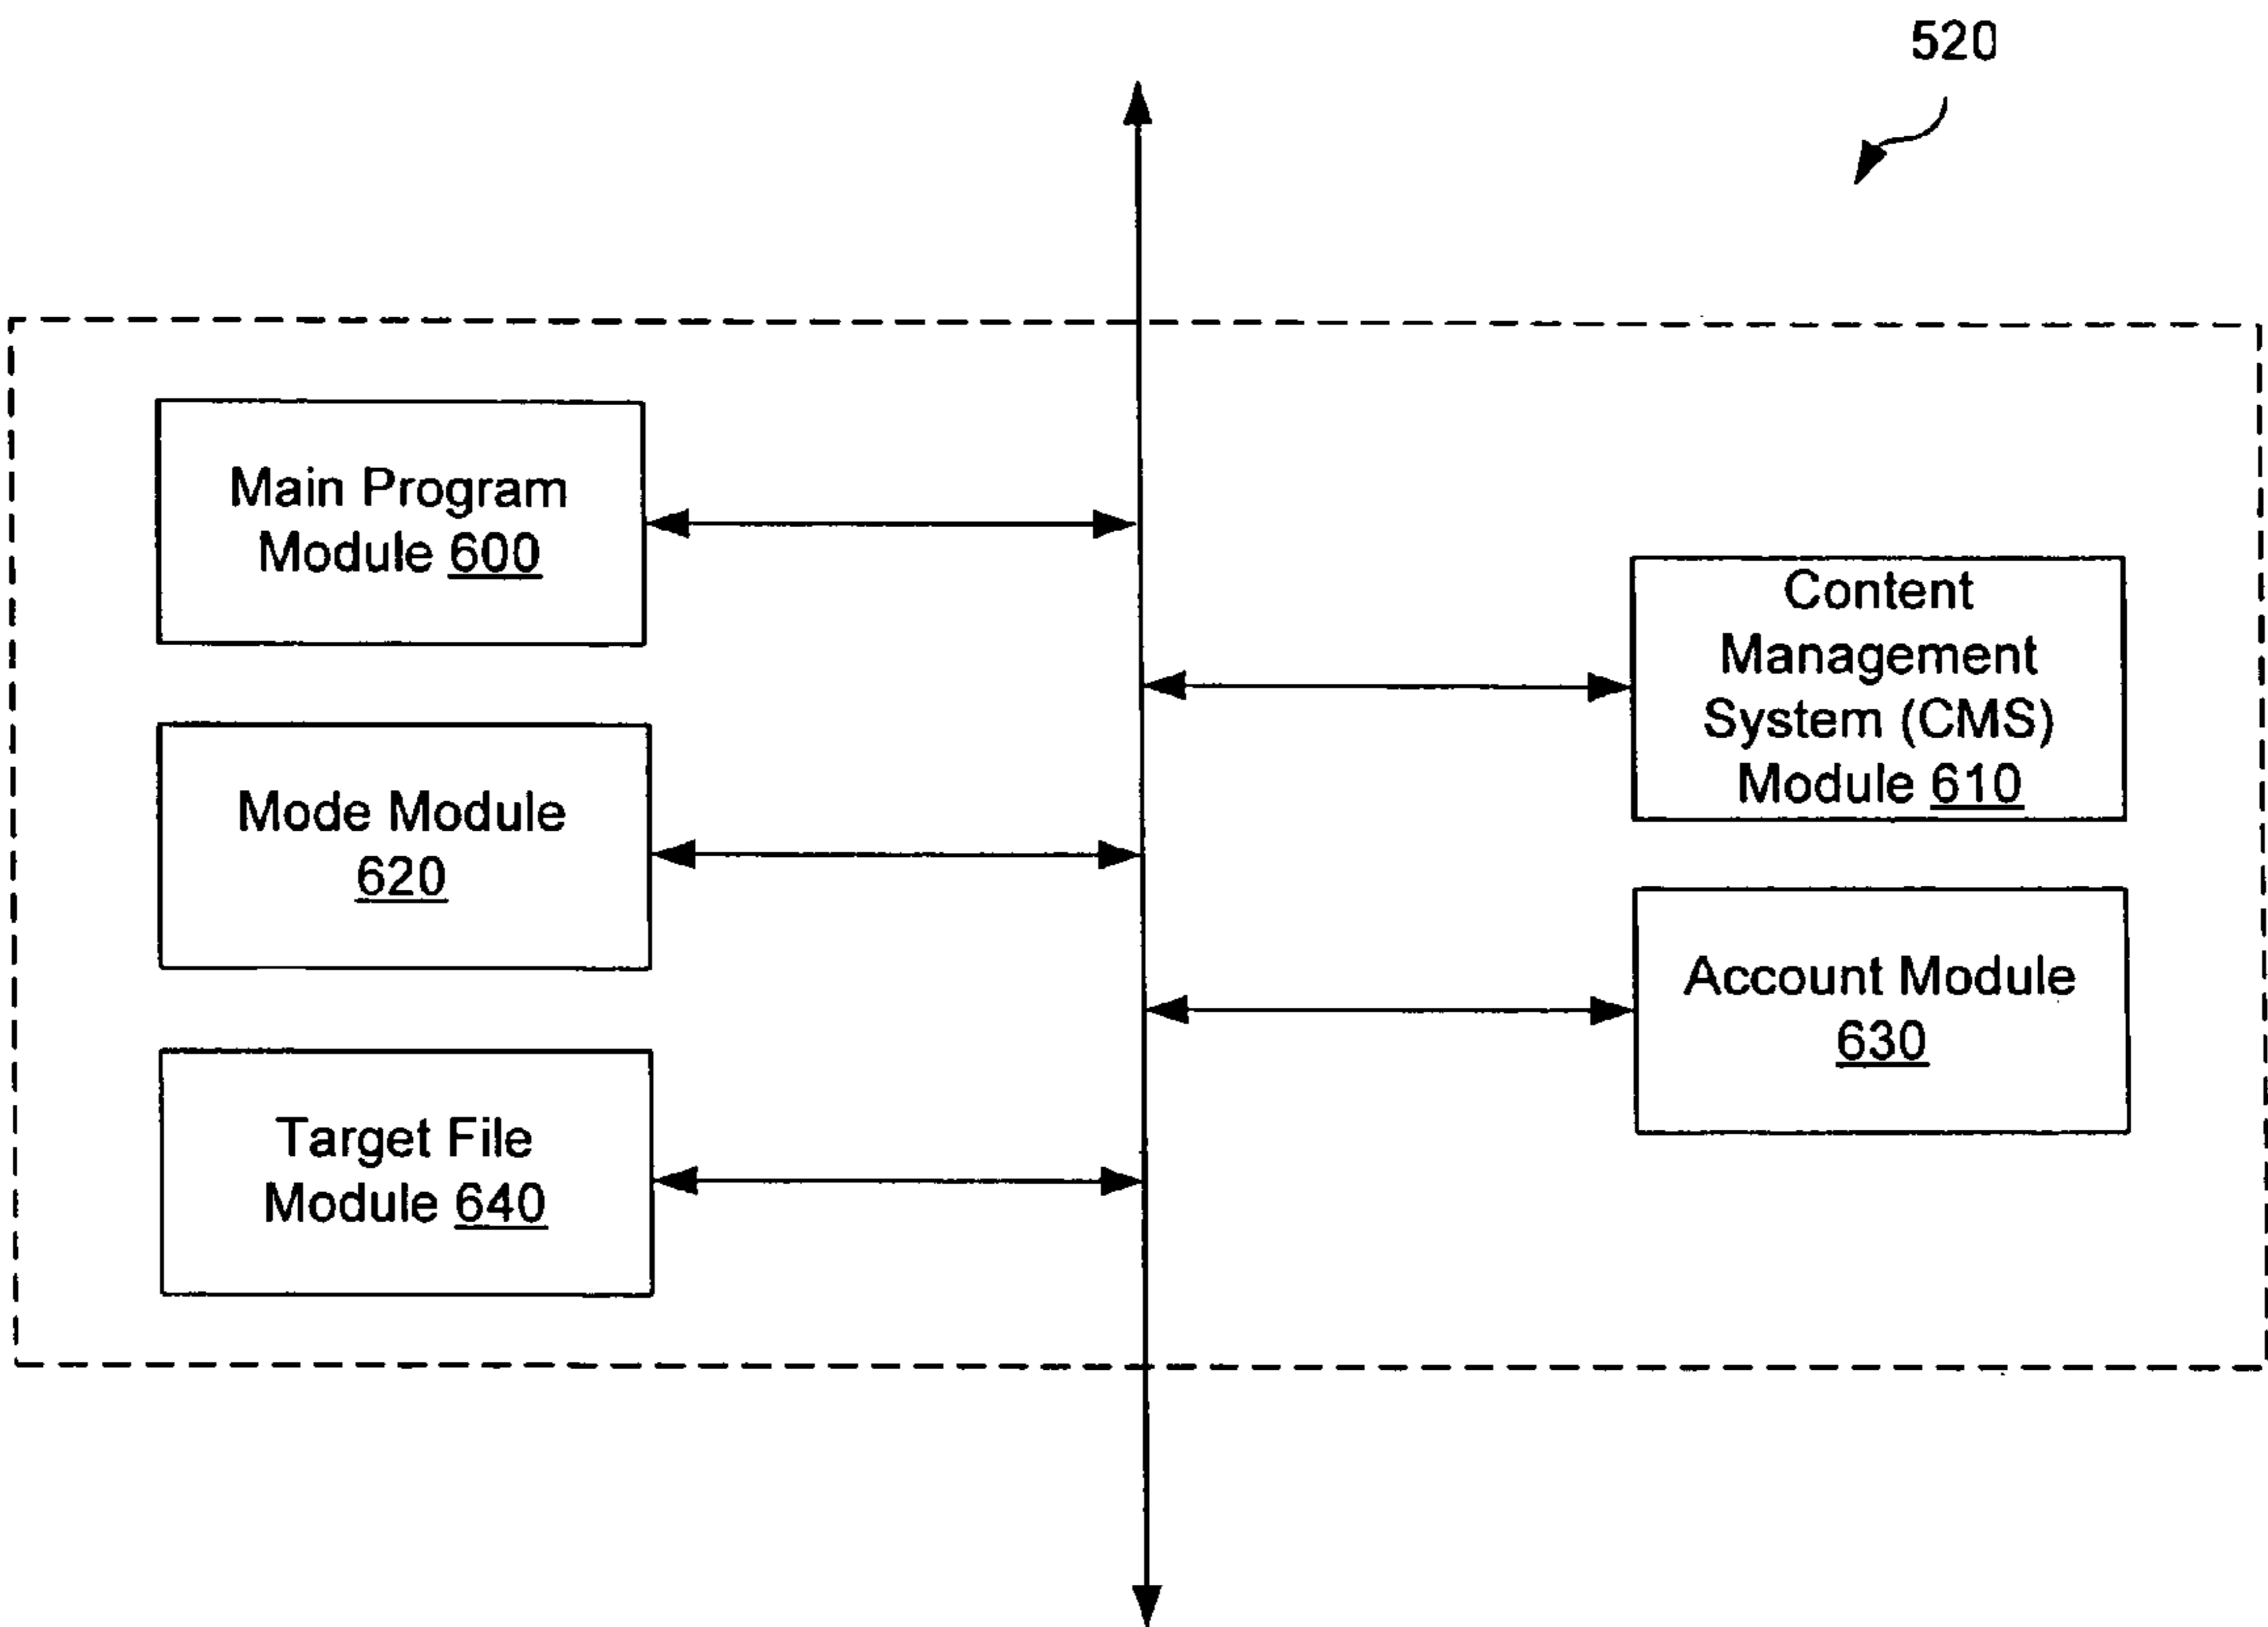 520
Main Program
Module 600
Content
Management
System (CMS)
Module 610
Mode Module
620
Account Module
630
Target File
Module 640